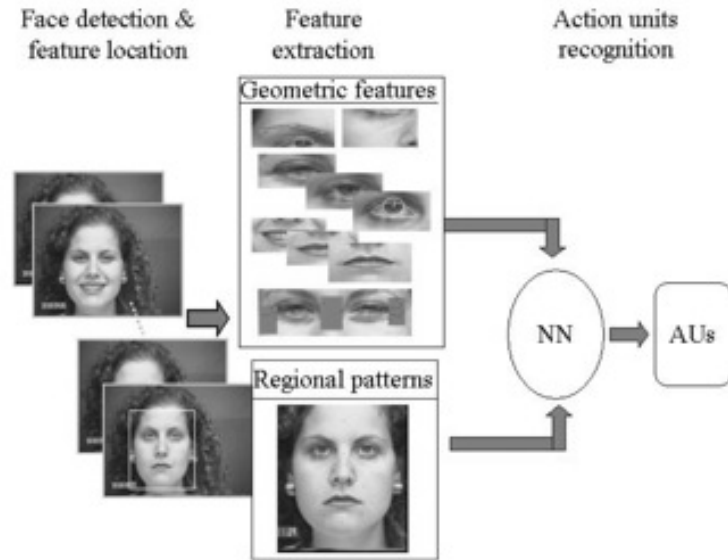 Face detection &
feature location
Feature
extraction
Action units
recognition
Geometric features
Regional patterns
NN
AUs